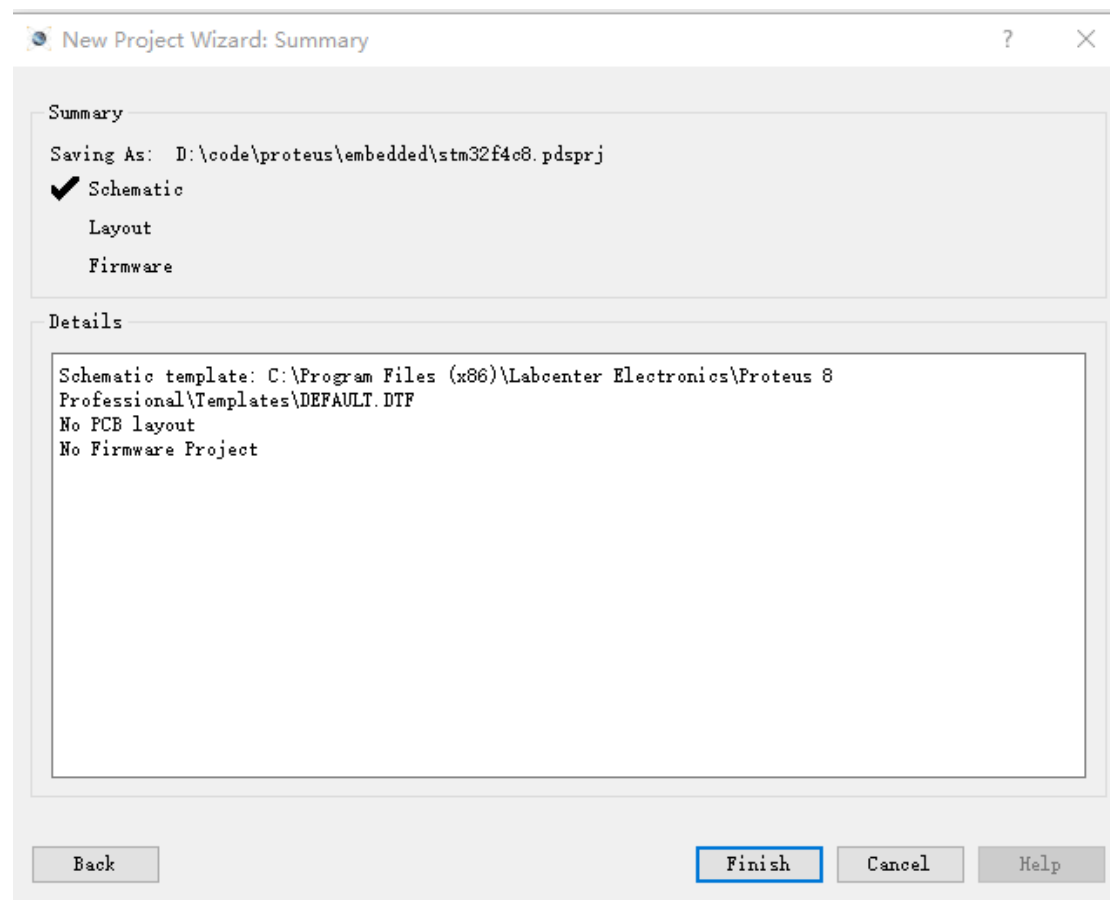 New Project Wizard: Summary
?
Summary
Saving As: D:\code\proteus\embedded\stm32f4c8.pdsprj
Schematic
Layout
Firmware
Details
Schematic template: C:\Program Files (x86)\Labcenter Electronics\Proteus 8
Professional\Templates\DEFAULT.DTF
No PCB layout
No Firmware Project
Back
Finish
Cancel
Help